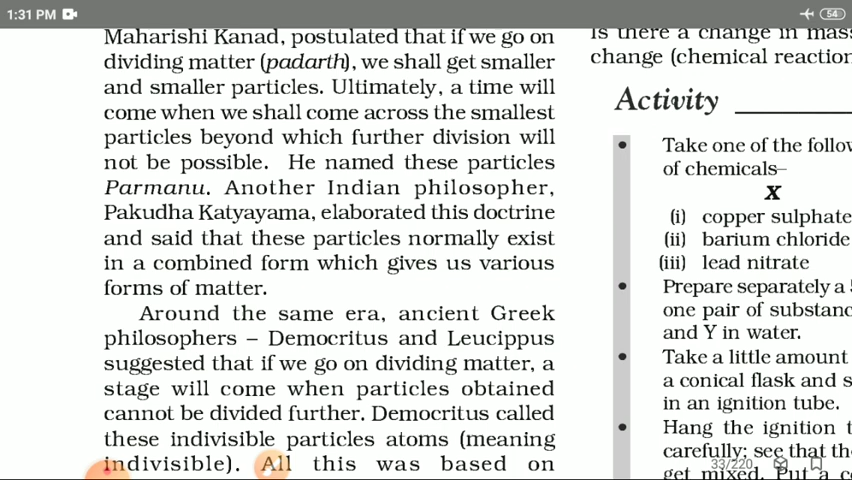 1:31 PM
54
Maharishi Kanad, postulated that if we go on
dividing matter (padarth), we shall get smaller
and smaller particles. Ultimately, a time will
come when we shall come across the smallest
particles beyond which further division will
not be possible. He named these particles
Parmanu. Another Indian philosopher,
Pakudha Katyayama, elaborated this doctrine
and said that these particles normally exist
in a combined form which gives us various
forms of matter.
Around the same era, ancient Greek
philosophers – Democritus and Leucippus
suggested that if we go on dividing matter, a
stage will come when particles obtained
cannot be divided further. Democritus called
these indivisible particles atoms (meaning
indivisible). All this was based on
Is there a change in mass
change (chemical reaction
Activity
• Take one of the
of chemicals–
X
(i) copper sulphate
(ii) barium chloride
(iii) lead nitrate
• Prepare separately a
one pair of
and Y in water.
• Take a little amount
a conical flask and
in an ignition tube.
• Hang the ignition
carefully; see that
get mixed. Put a
33/220